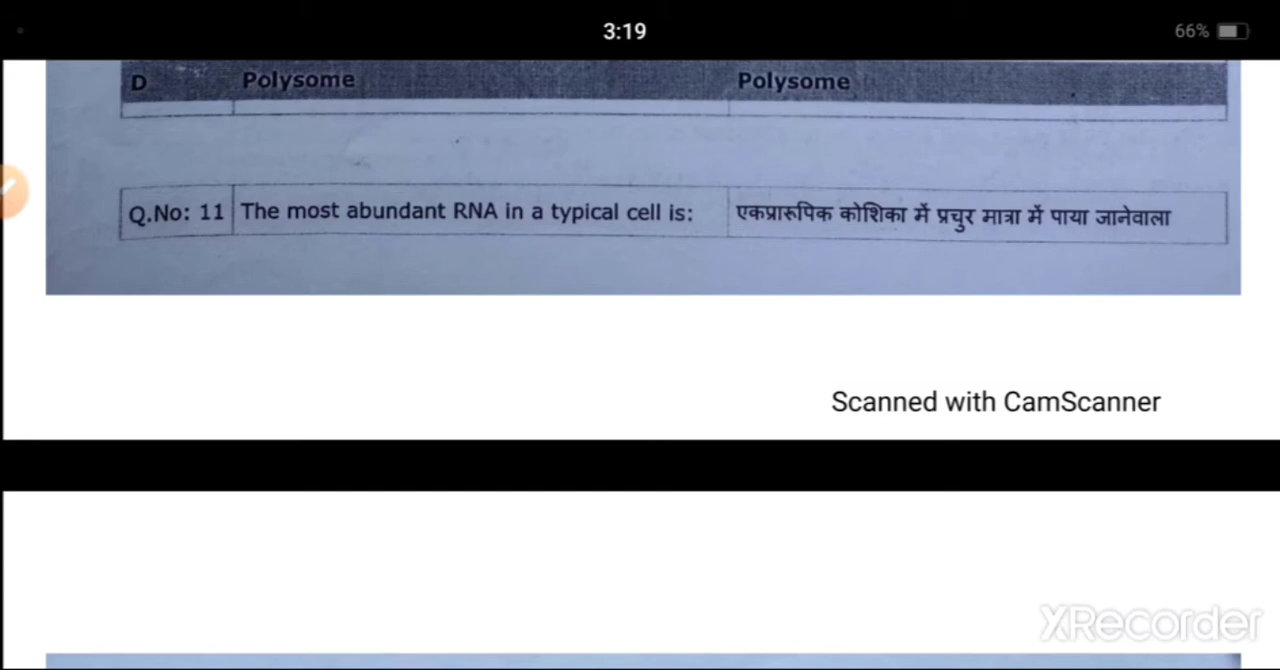 3:19
66%
D Polysome Polysome
Q.No: 11 The most abundant RNA in a typical cell is: एकप्रारूपिक कोशिका में प्रचुर मात्रा में पाया जानेवाला
Scanned with CamScanner
XRecorder